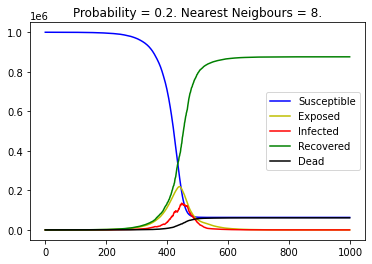 Probability = 0.2. Nearest Neigbours = 8.
1e6
1.0
0.8
0.6
0.4
0.2
0.0
Susceptible
Exposed
Infected
Recovered
Dead
0 200 400 600 800 1000